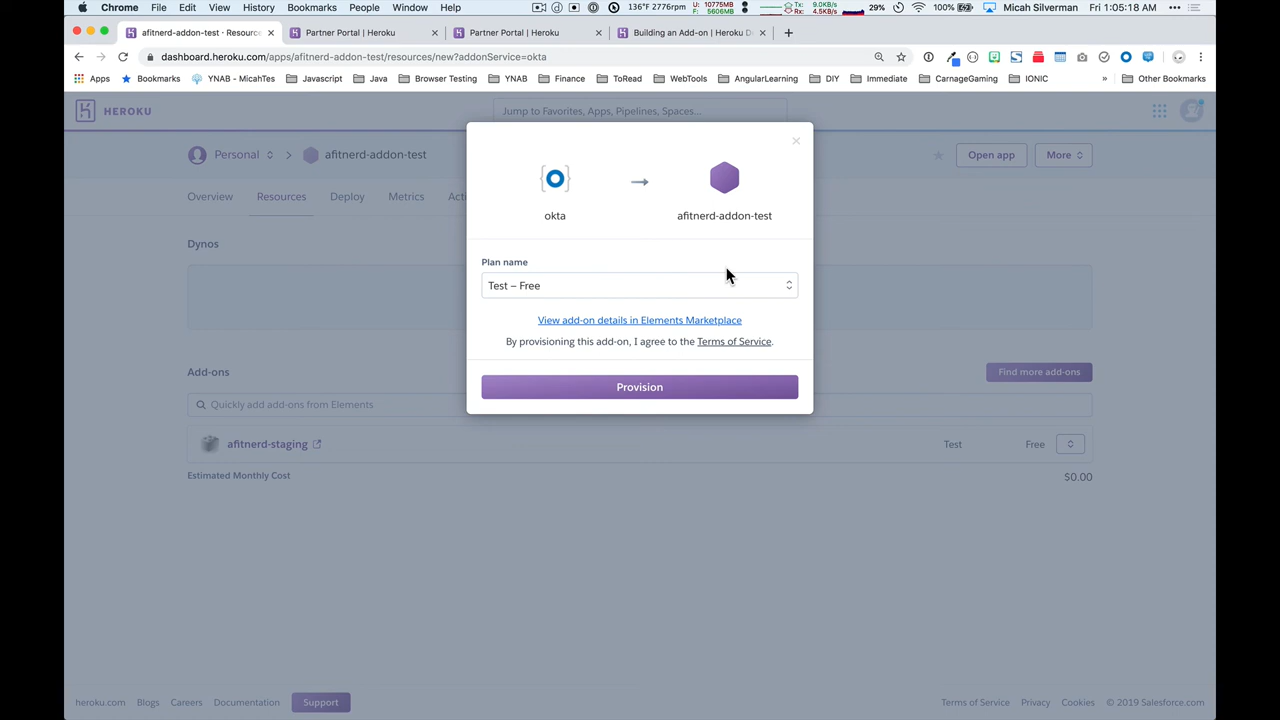 Chrome File Edit View History Bookmarks People Window Help 136°F 2776rpm U: 10775MB F: 5606MB Tx: 9.0KB/s Rx: 4.5KB/s 29% 100% Micah Silverman Fri 1:05:18 AM
afitnerd-addon-test · Resource Partner Portal | Heroku Partner Portal | Heroku Building an Add-on | Heroku D
dashboard.heroku.com/apps/afitnerd-addon-test/resources/new?addonService=okta
Apps Bookmarks YNAB - MicahTes Javascript Java Browser Testing YNAB Finance ToRead WebTools AngularLearning DIY Immediate CarnageGaming IONIC » Other Bookmarks
HEROKU Jump to Favorites, Apps, Pipelines, Spaces...
Personal afitnerd-addon-test Open app More
Overview Resources Deploy Metrics Acti
okta → afitnerd-addon-test
Dynos
Plan name
Test – Free
View add-on details in Elements Marketplace
By provisioning this add-on, I agree to the Terms of Service.
Provision
Add-ons Find more add-ons
Quickly add add-ons from Elements
afitnerd-staging Test Free
Estimated Monthly Cost $0.00
heroku.com Blogs Careers Documentation Support Terms of Service Privacy Cookies © 2019 Salesforce.com